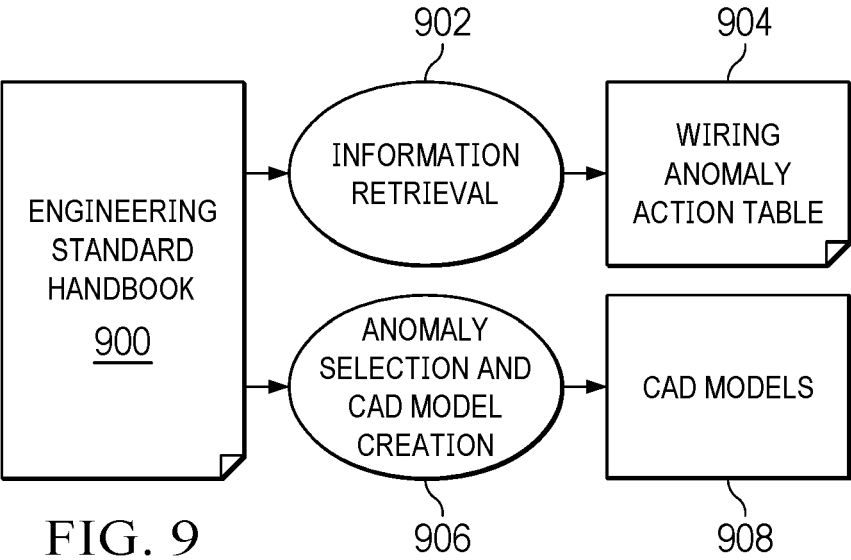 902
904
ENGINEERING
STANDARD
HANDBOOK
900
INFORMATION
RETRIEVAL
WIRING
ANOMALY
ACTION TABLE
ANOMALY
SELECTION AND
CAD MODEL
CREATION
CAD MODELS
906
908
FIG. 9